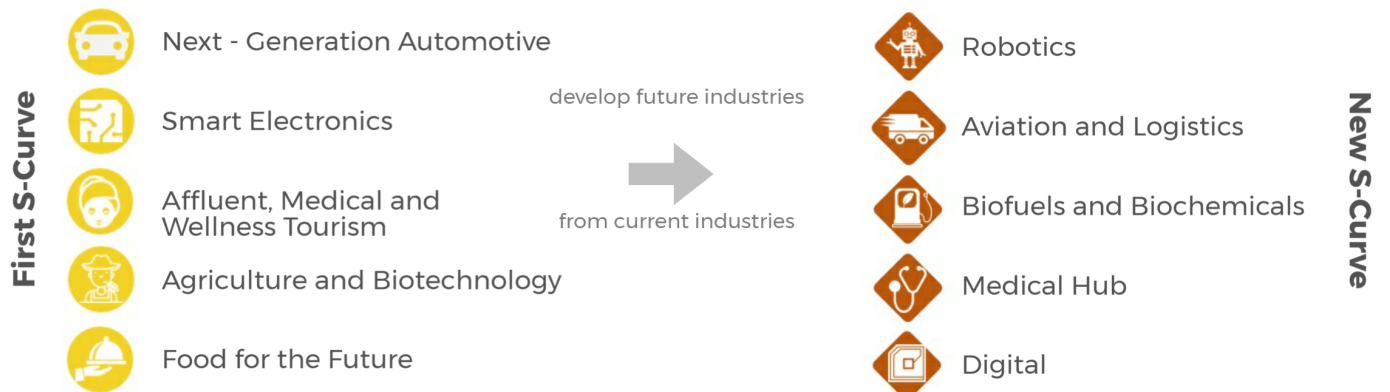 First S-Curve
Next - Generation Automotive
Smart Electronics
Affluent, Medical and
Wellness Tourism
Agriculture and Biotechnology
Food for the Future
develop future industries
from current industries
Robotics
Aviation and Logistics
Biofuels and Biochemicals
Medical Hub
Digital
New S-Curve